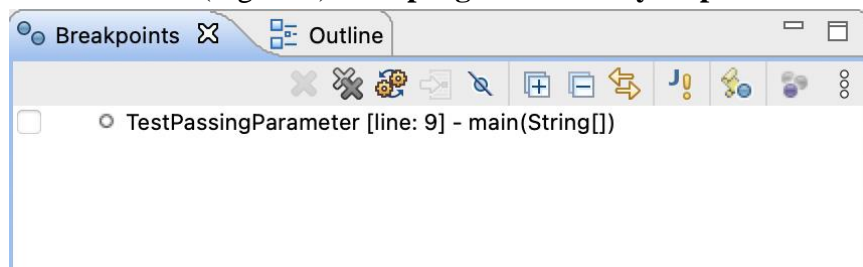 Breakpoints Outline
TestPassingParameter [line: 9] - main(String[])